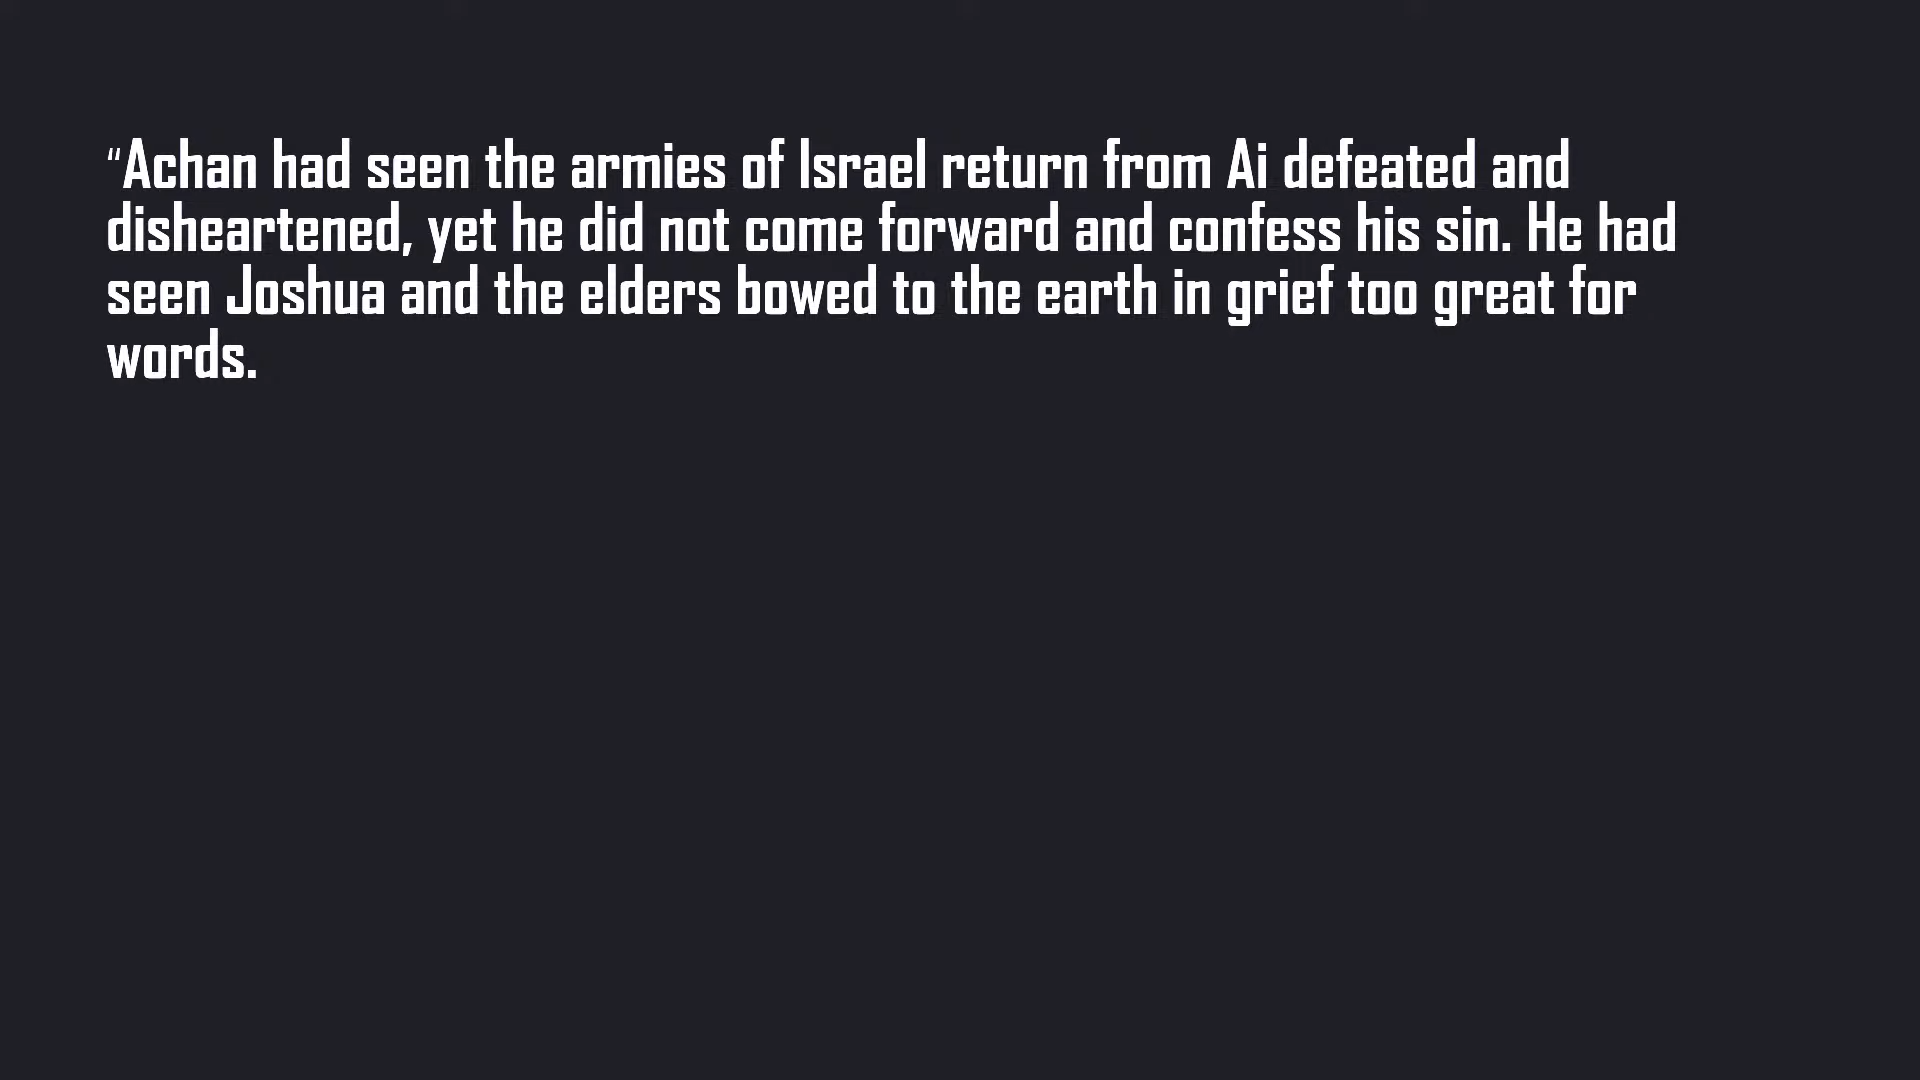 “Achan had seen the armies of Israel return from Ai defeated and
disheartened, yet he did not come forward and confess his sin. He had
seen Joshua and the elders bowed to the earth in grief too great for
words.